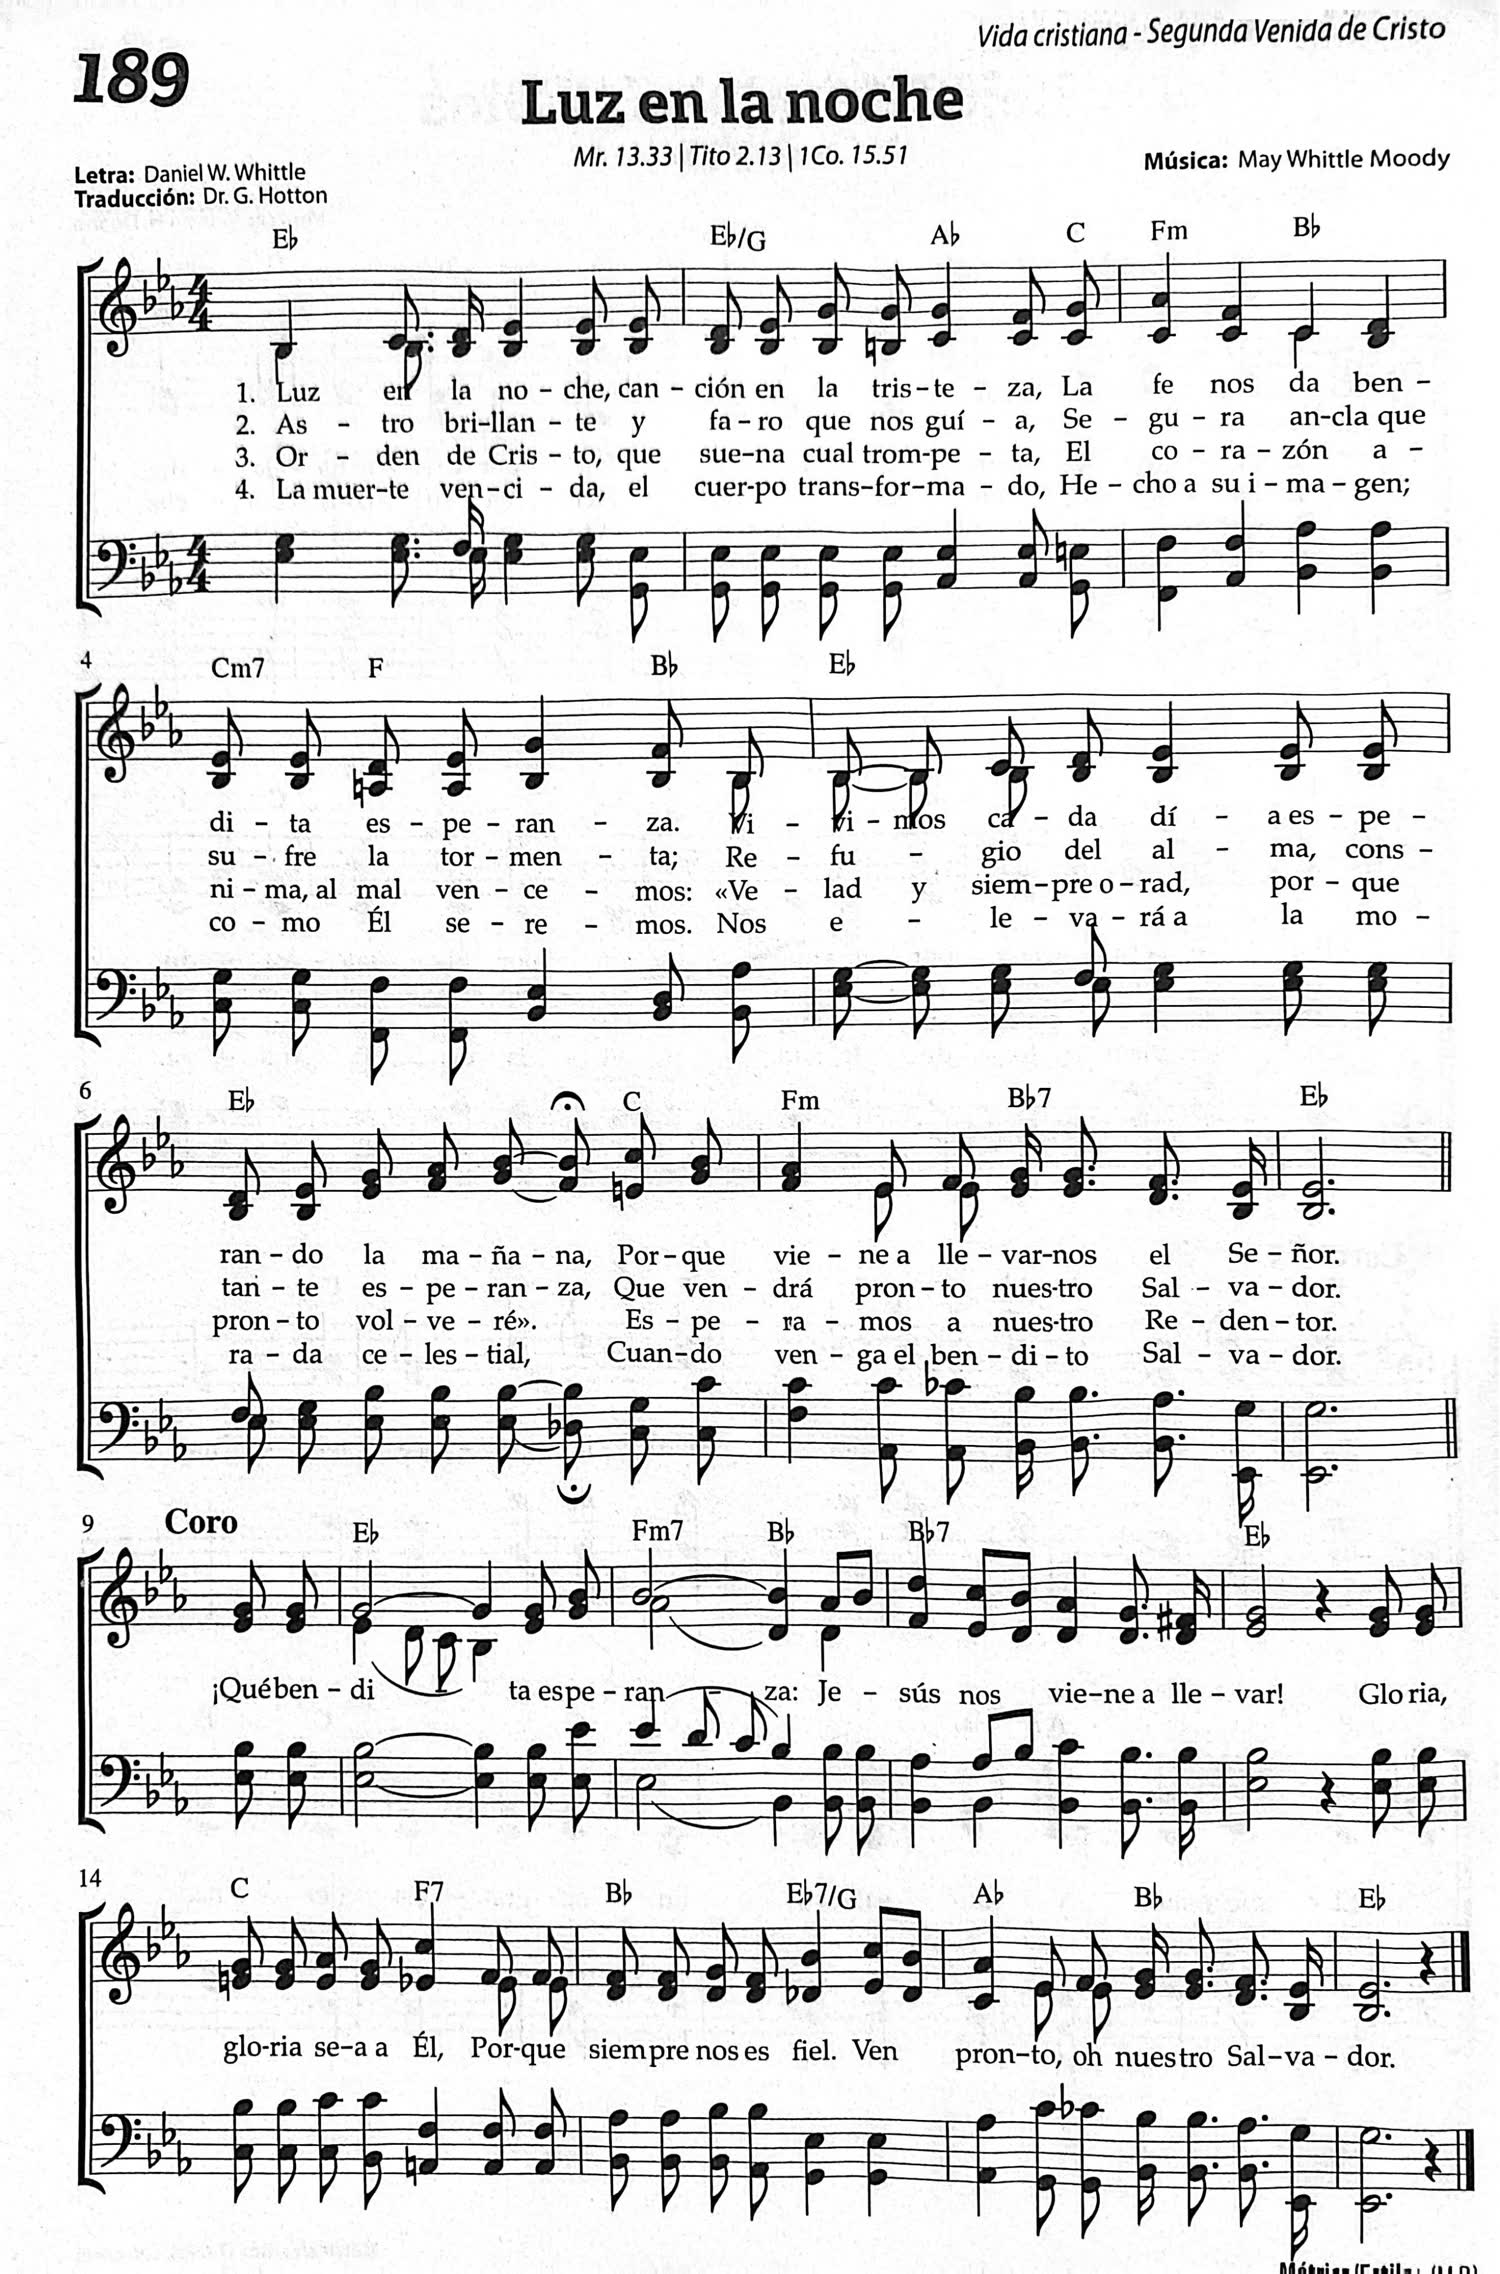 Vida cristiana - Segunda Venida de Cristo
189
Luz en la noche
Mr. 13.33 | Tito 2.13 | 1Co. 15.51
Letra: Daniel W. Whittle
Traducción: Dr. G. Hotton
Música: May Whittle Moody
E♭ E♭/G A♭ C Fm B♭
1. Luz en la no – che, can – ción en la tris – te – za, La fe nos da ben –
2. As – tro bri – llan – te y fa – ro que nos guí – a, Se – gu – ra an-cla que
3. Or – den de Cris – to, que sue – na cual trom – pe – ta, El co – ra – zón a –
4. La muer – te ven – ci – da, el cuer – po trans – for – ma – do, He – cho a su i – ma – gen;
4
Cm7 F B♭ E♭
di – ta es – pe – ran – za. Vi – vi – mos ca – da dí – a es – pe –
su – fre la tor – men – ta; Re – fu – gio del al – ma, cons –
ni – ma, al mal ven – ce – mos: «Ve – lad y siem – pre o – rad, por – que
co – mo Él se – re – mos. Nos e – le – va – rá a la mo –
6
E♭ C Fm B♭7 E♭
ran – do la ma – ña – na, Por – que vie – ne a lle – var – nos el Se – ñor.
tan – te es – pe – ran – za, Que ven – drá pron – to nues – tro Sal – va – dor.
pron – to vol – ve – ré». Es – pe – ra – mos a nues – tro Re – den – tor.
ra – da ce – les – tial, Cuan – do ven – ga el ben – di – to Sal – va – dor.
9 Coro
E♭ Fm7 B♭ B♭7 E♭
¡Qué ben – di ta es pe – ran – za: Je – sús nos vie – ne a lle – var! Glo ria,
14
C F7 B♭ E♭7/G A♭ B♭ E♭
glo-ria se–a a Él, Por-que siem pre nos es fiel. Ven pron–to, oh nues tro Sal–va – dor.